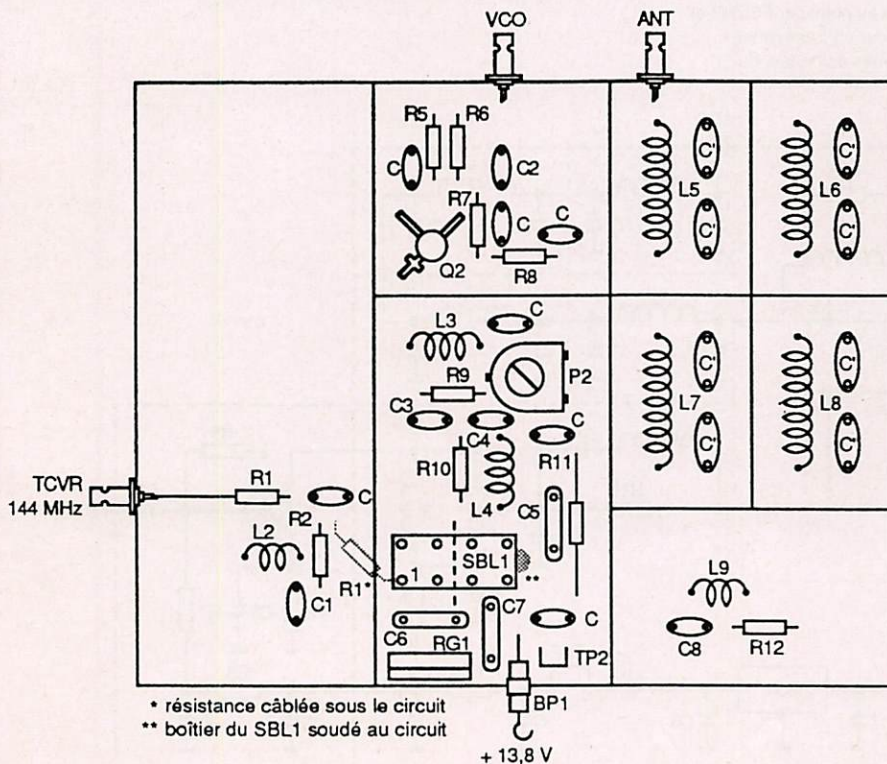 VCO ANT
R5 R6
C C2 C' C'
R7 L5 L6
C C C' C'
Q2 R8
L3 C
R9 P2 C' C'
C3 L7 L8
C4 C C' C'
R10 R11
TCVR
144 MHz
R1 C L4 C5
L2 R2
R1* 1 SBL1 **
C1 L9
C6 C7 C C8 R12
RG1 TP2
BP1
* résistance câblée sous le circuit
** boîtier du SBL1 soudé au circuit
+ 13,8 V